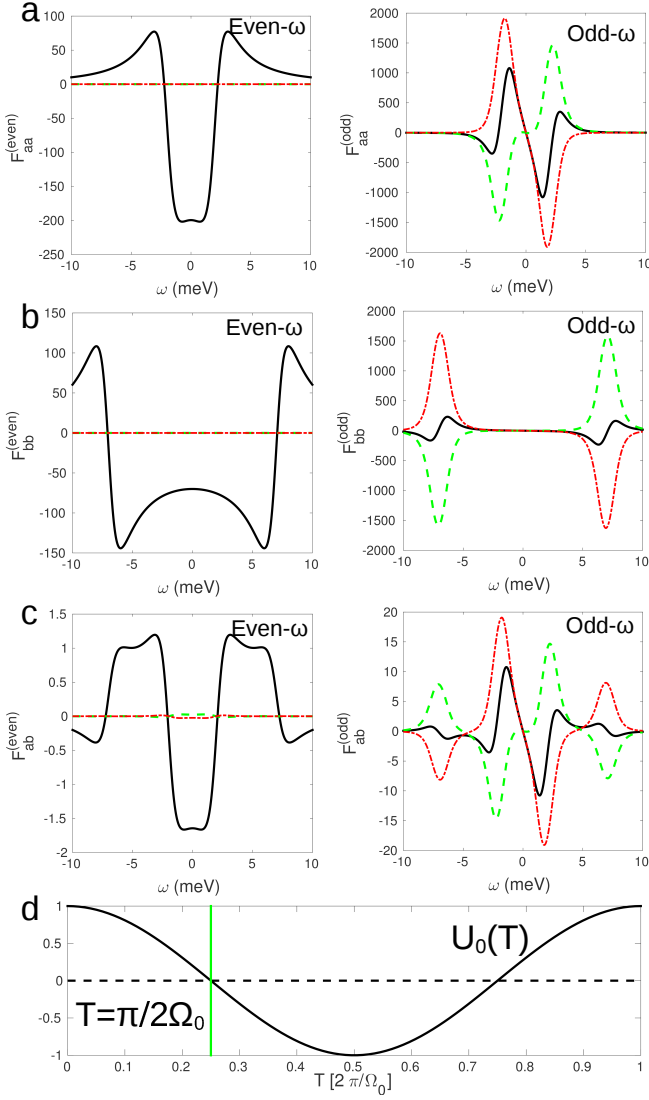 a
Even-ω
100
50
0
-50
-100
-150
-200
-250
F_aa^(even)
-10 -5 0 5 10
ω (meV)
Odd-ω
2000
1500
1000
500
0
-500
-1000
-1500
2000
F_aa^(odd)
-10 -5 0 5 10
ω (meV)
b
Even-ω
150
100
50
0
-50
-100
-150
F_bb^(even)
-10 -5 0 5 10
ω (meV)
Odd-ω
2000
1500
1000
500
0
-500
-1000
-1500
-2000
F_bb^(odd)
-10 -5 0 5 10
ω (meV)
c
Even-ω
1.5
1
0.5
0
-0.5
-1
-1.5
-2
F_ab^(even)
-10 -5 0 5 10
ω (meV)
Odd-ω
20
15
10
5
0
-5
-10
-15
-20
F_ab^(odd)
-10 -5 0 5 10
ω (meV)
d
1
0.5
0
-0.5
-1
U₀(T)
T=π/2Ω₀
0 0.1 0.2 0.3 0.4 0.5 0.6 0.7 0.8 0.9 1
T [2 π/Ω₀]